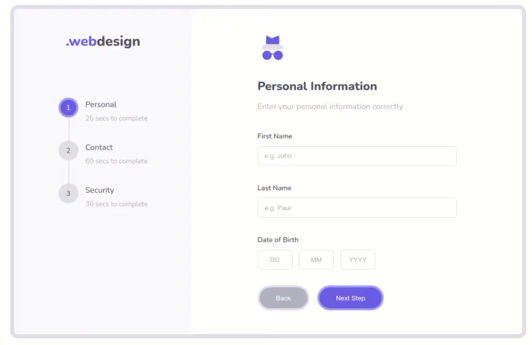 .webdesign
1
Personal
25 secs to complete
2
Contact
60 secs to complete
3
Security
30 secs to complete
Personal Information
Enter your personal information correctly
First Name
e.g. John
Last Name
e.g. Paul
Date of Birth
DD MM YYYY
Back Next Step